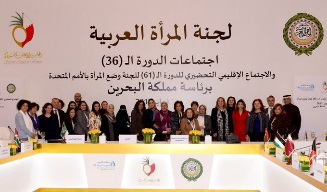 لجنة المرأة العربية
اجتماعات الدورة الـ (36)
والاجتماع الإقليمي التحضيري للدورة الـ (61) للجنة وضع المرأة بالأمم المتحدة
برئاسة مملكة البحرين